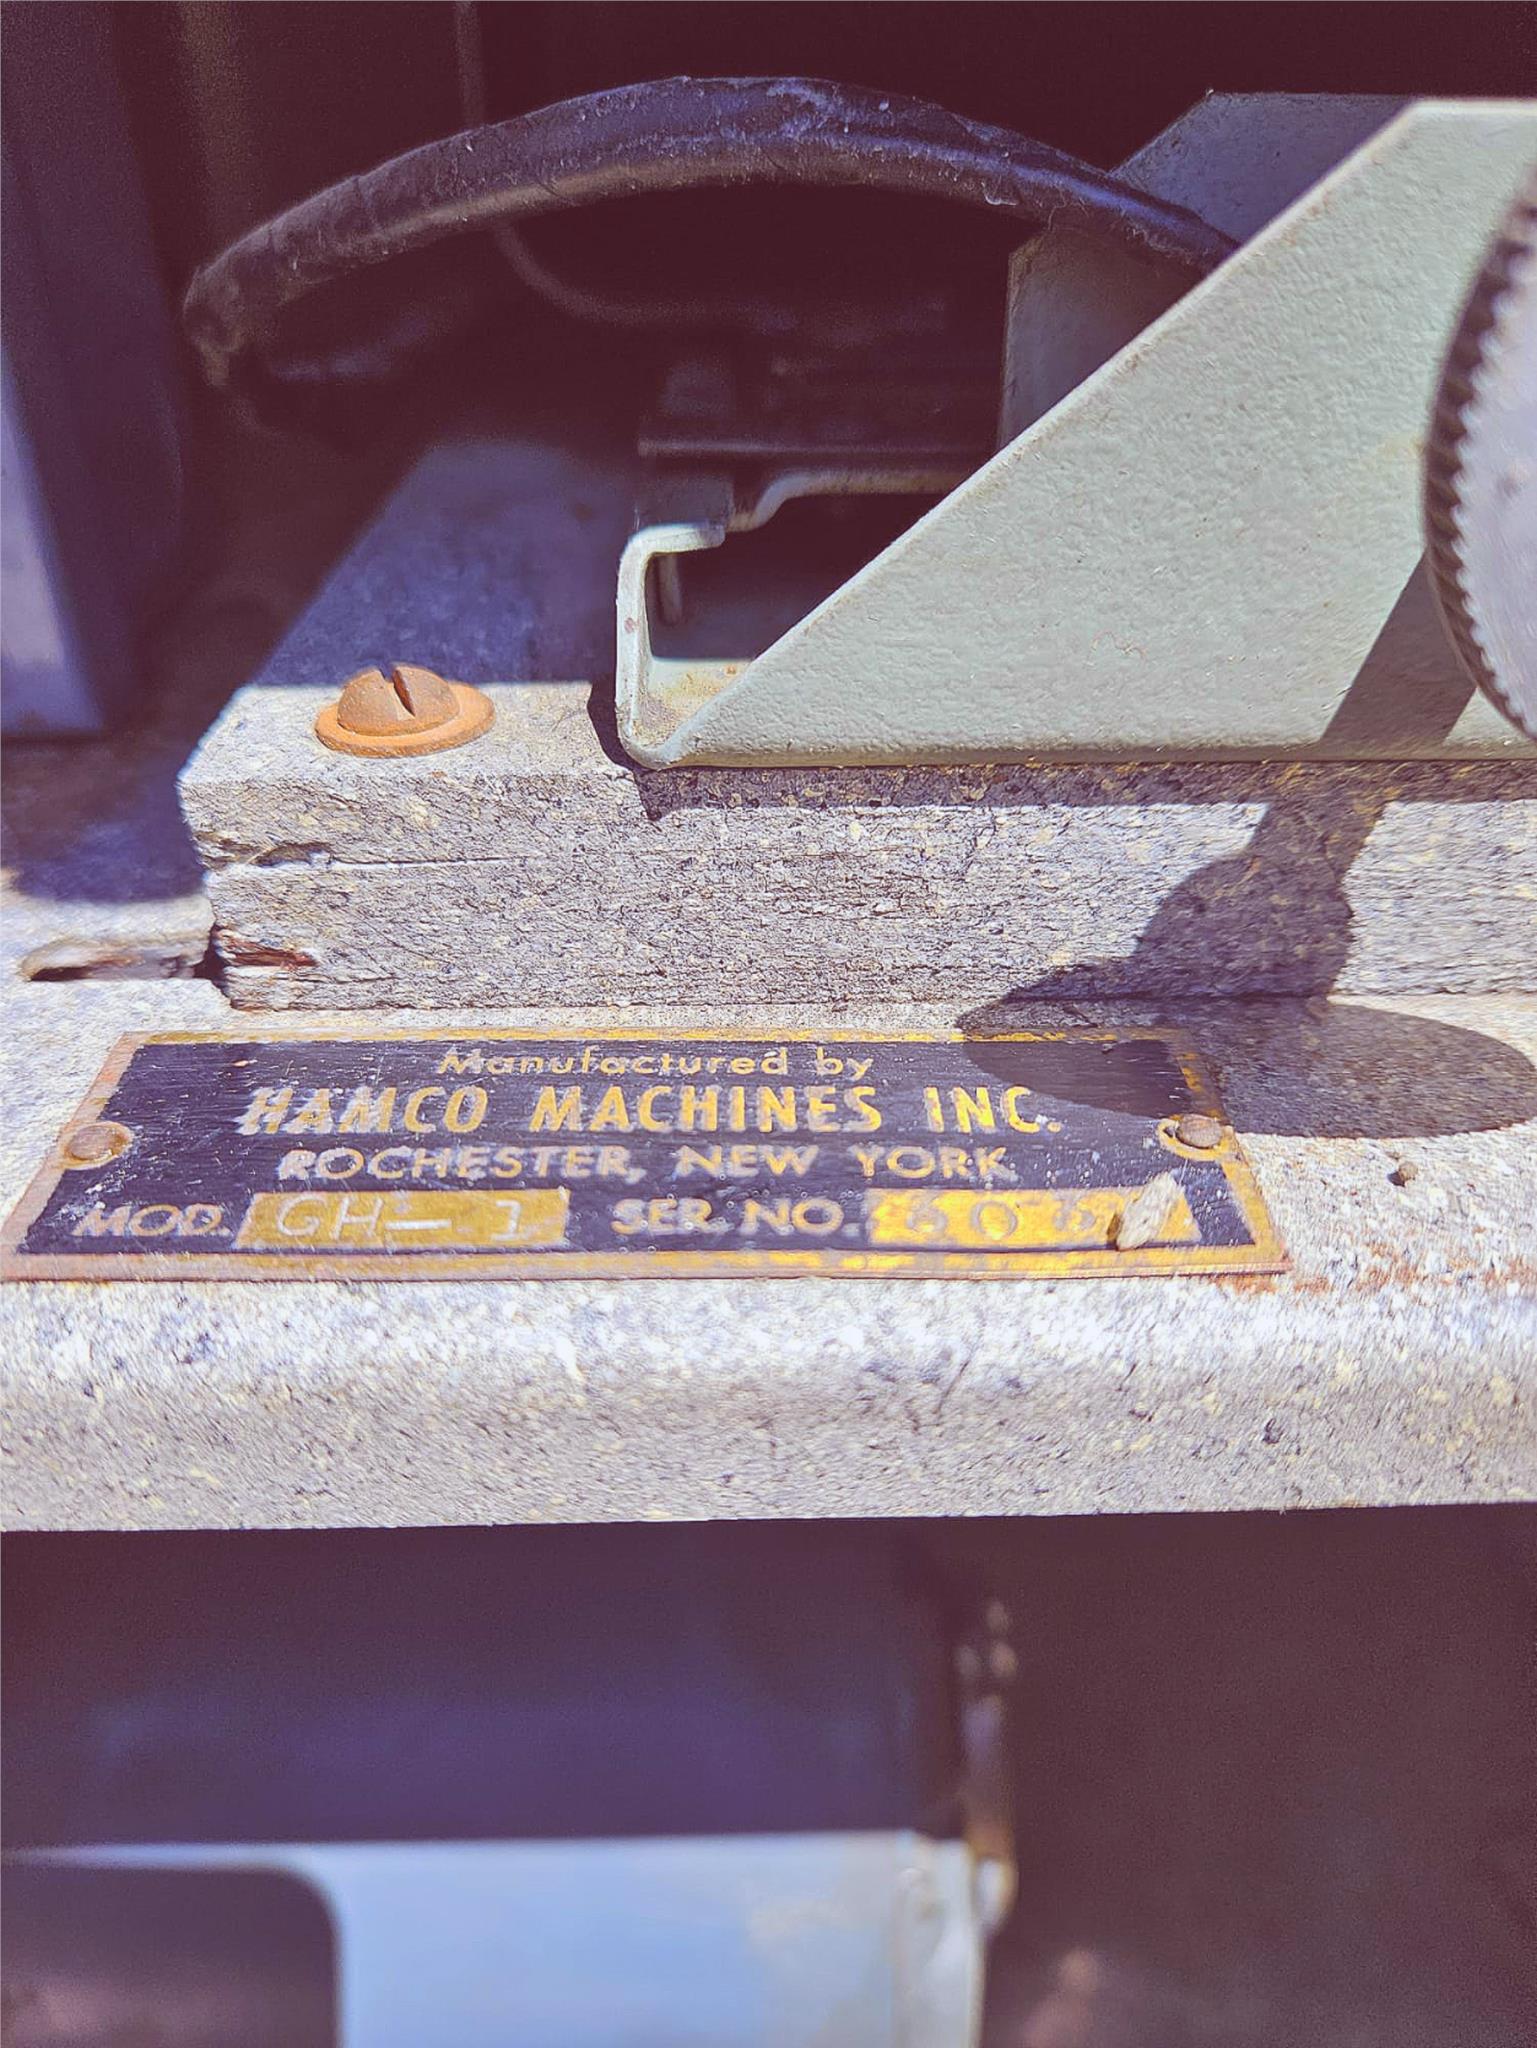 Manufactured by
HAMCO MACHINES INC.
ROCHESTER, NEW YORK
MOD. GH-1 SER. NO.